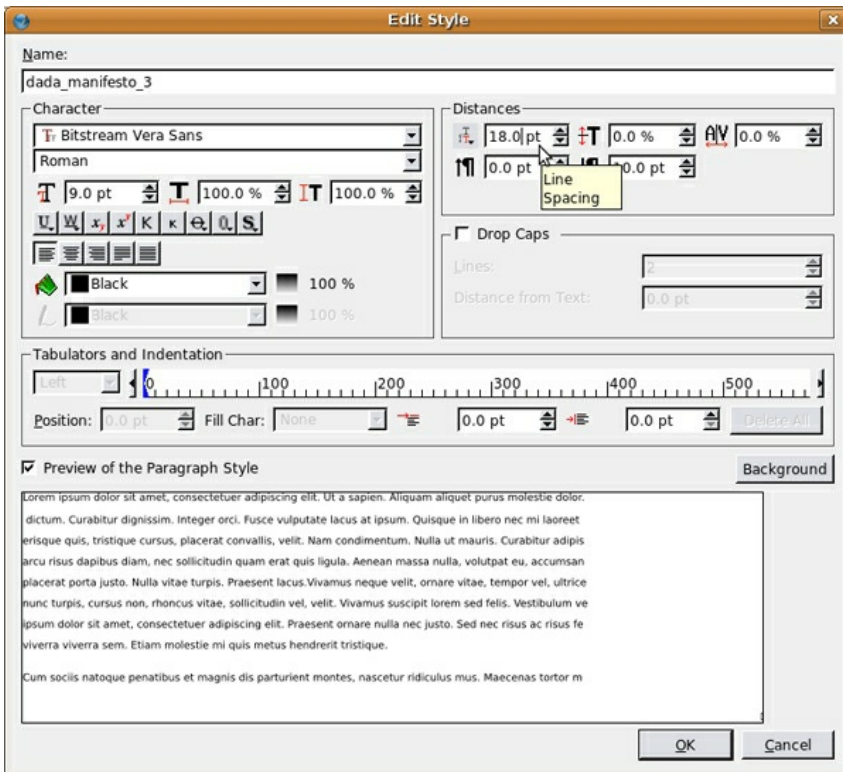 Edit Style
Name:
dada_manifesto_3
Character
Bitstream Vera Sans
Roman
9.0 pt 100.0 % 100.0 %
Black 100 %
Black 100 %
Distances
18.0 pt 0.0 % 0.0 %
0.0 pt 0.0 pt
Line
Spacing
Drop Caps
Lines: 2
Distance from Text: 0.0 pt
Tabulators and Indentation
Left 0 100 200 300 400 500
Position: 0.0 pt Fill Char: None 0.0 pt 0.0 pt Delete All
Preview of the Paragraph Style Background
Lorem ipsum dolor sit amet, consectetuer adipiscing elit. Ut a sapien. Aliquam aliquet purus molestie dolor.
dictum. Curabitur dignissim. Integer orci. Fusce vulputate lacus at ipsum. Quisque in libero nec mi laoreet
erisque quis, tristique cursus, placerat convallis, velit. Nam condimentum. Nulla ut mauris. Curabitur adipis
arcu risus dapibus diam, nec sollicitudin quam erat quis ligula. Aenean massa nulla, volutpat eu, accumsan
placerat porta justo. Nulla vitae turpis. Praesent lacus.Vivamus neque velit, ornare vitae, tempor vel, ultrice
nunc turpis, cursus non, rhoncus vitae, sollicitudin vel, velit. Vivamus suscipit lorem sed felis. Vestibulum ve
ipsum dolor sit amet, consectetuer adipiscing elit. Praesent ornare nulla nec justo. Sed nec risus ac risus fe
viverra viverra sem. Etiam molestie mi quis metus hendrerit tristique.
Cum sociis natoque penatibus et magnis dis parturient montes, nascetur ridiculus mus. Maecenas tortor m
OK Cancel